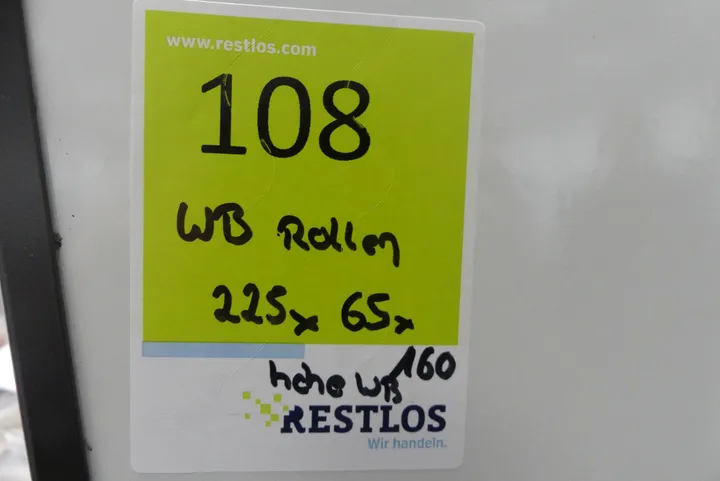 www.restlos.com
108
WB Rollen
225x 65x
160
hohe WB
RESTLOS
Wir handeln.